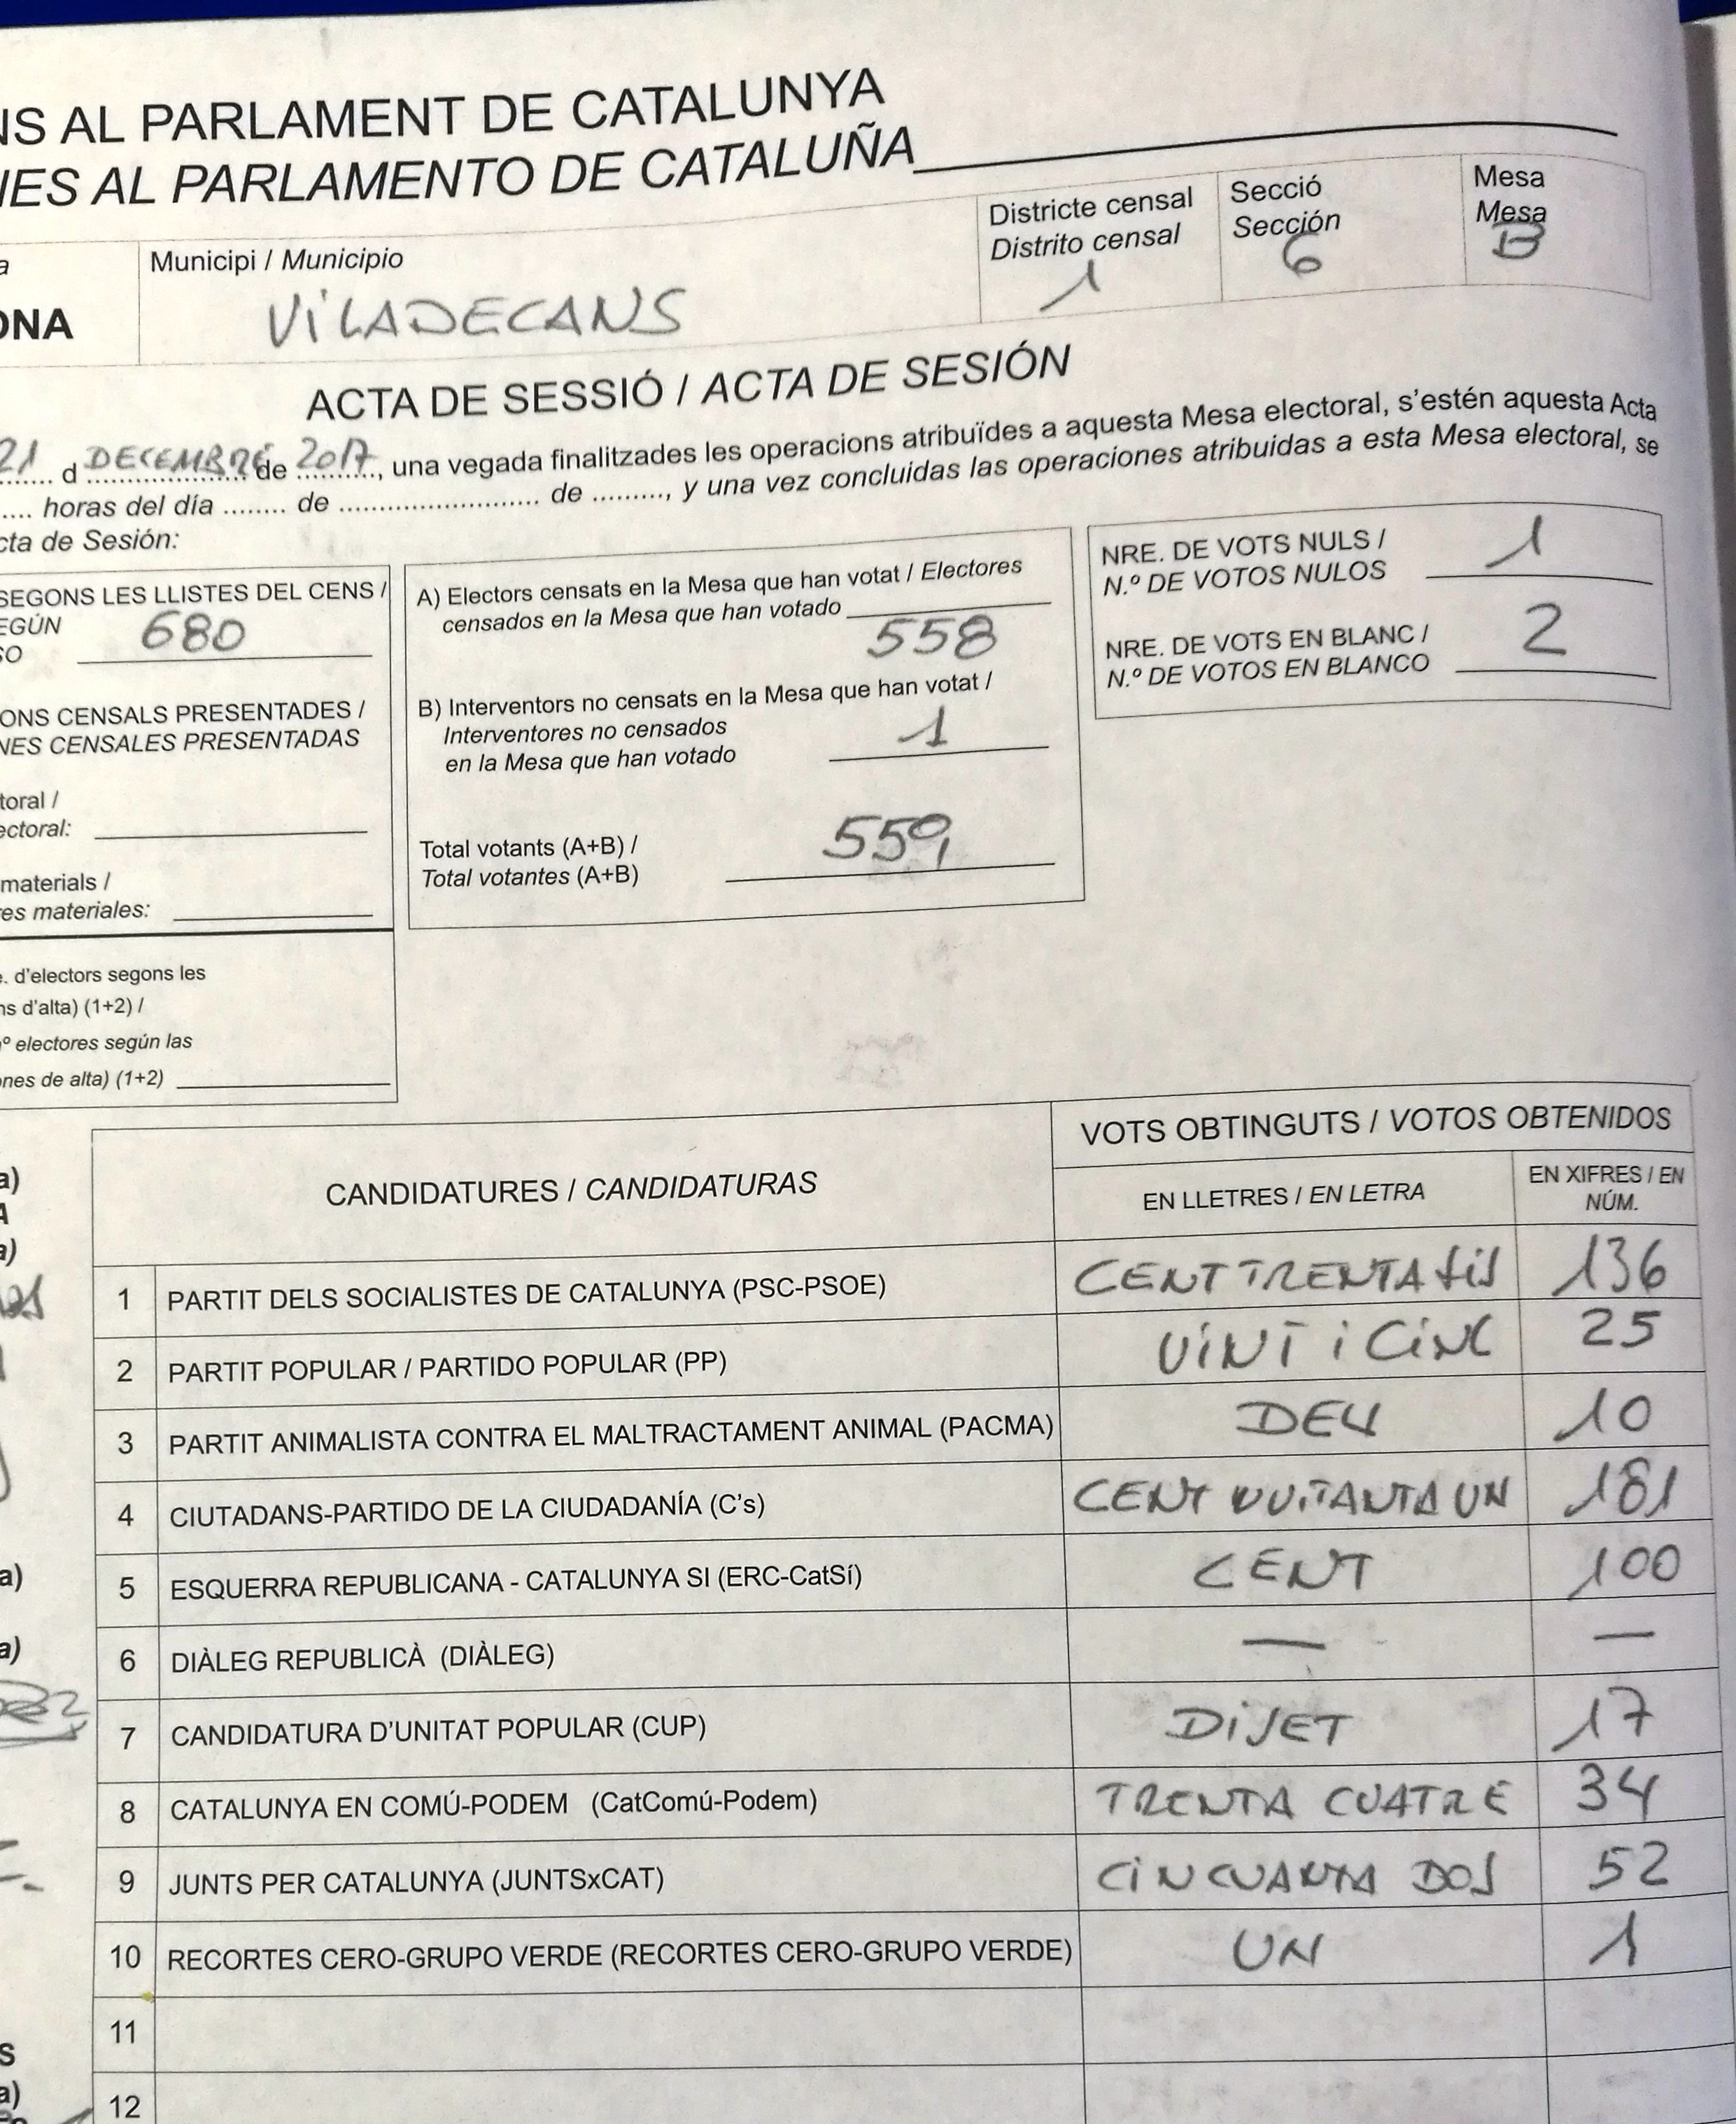 NS AL PARLAMENT DE CATALUNYA
NES AL PARLAMENTO DE CATALUÑA
Municipi / Municipio
VILADECANS
Districte censal
Distrito censal
1
Secció
Sección
6
Mesa
Mesa
B
a
ONA
ACTA DE SESSIÓ / ACTA DE SESIÓN
21 d DECEMBRE de 2017, una vegada finalitzades les operacions atribuïdes a aquesta Mesa electoral, s'estén aquesta Acta
.... horas del día ........ de ......................... de ........., y una vez concluidas las operaciones atribuidas a esta Mesa electoral, se
cta de Sesión:
SEGONS LES LLISTES DEL CENS /
EGÚN
SO 680
ONS CENSALS PRESENTADES /
NES CENSALES PRESENTADAS
toral /
ectoral:
materials /
res materiales:
e. d'electors segons les
ns d'alta) (1+2) /
nº electores según las
ones de alta) (1+2)
A) Electors censats en la Mesa que han votat / Electores
censados en la Mesa que han votado
558
B) Interventors no censats en la Mesa que han votat /
Interventores no censados
en la Mesa que han votado 1
Total votants (A+B) /
Total votantes (A+B) 559
NRE. DE VOTS NULS /
N.º DE VOTOS NULOS 1
NRE. DE VOTS EN BLANC /
N.º DE VOTOS EN BLANCO 2
CANDIDATURES / CANDIDATURAS
VOTS OBTINGUTS / VOTOS OBTENIDOS
EN LLETRES / EN LETRA
EN XIFRES / EN
NÚM.
1 PARTIT DELS SOCIALISTES DE CATALUNYA (PSC-PSOE) CENT TRENTA SIS 136
2 PARTIT POPULAR / PARTIDO POPULAR (PP) VINT i CINC 25
3 PARTIT ANIMALISTA CONTRA EL MALTRACTAMENT ANIMAL (PACMA) DEU 10
4 CIUTADANS-PARTIDO DE LA CIUDADANÍA (C's) CENT VUITANTA UN 181
5 ESQUERRA REPUBLICANA - CATALUNYA SI (ERC-CatSí) CENT 100
6 DIÀLEG REPUBLICÀ (DIÀLEG) — —
7 CANDIDATURA D'UNITAT POPULAR (CUP) DISET 17
8 CATALUNYA EN COMÚ-PODEM (CatComú-Podem) TRENTA CUATRE 34
9 JUNTS PER CATALUNYA (JUNTSxCAT) CINCUANTA DOS 52
10 RECORTES CERO-GRUPO VERDE (RECORTES CERO-GRUPO VERDE) UN 1
11
12
a)
A
a)
a)
a)
S
a)